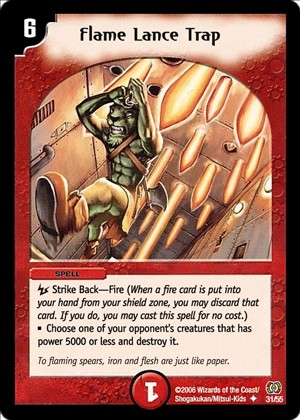 6
Flame Lance Trap
SPELL
Strike Back—Fire (When a fire card is put into
your hand from your shield zone, you may discard that
card. If you do, you may cast this spell for no cost.)
▪ Choose one of your opponent's creatures that has
power 5000 or less and destroy it.
To flaming spears, iron and flesh are just like paper.
1
©2006 Wizards of the Coast/
Shogakukan/Mitsui-Kids ✦ 31/55